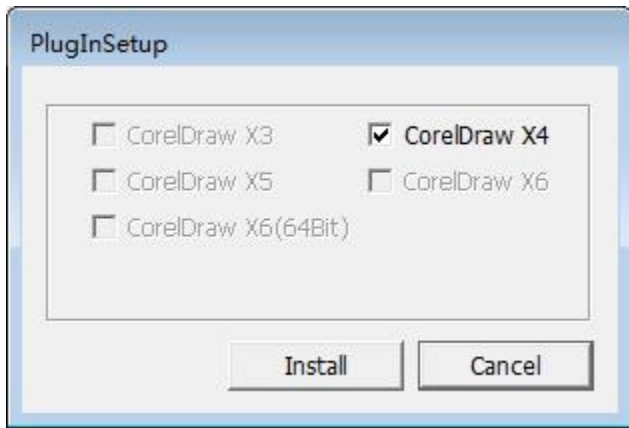 PlugInSetup
CorelDraw X3
CorelDraw X4
CorelDraw X5
CorelDraw X6
CorelDraw X6(64Bit)
Install
Cancel